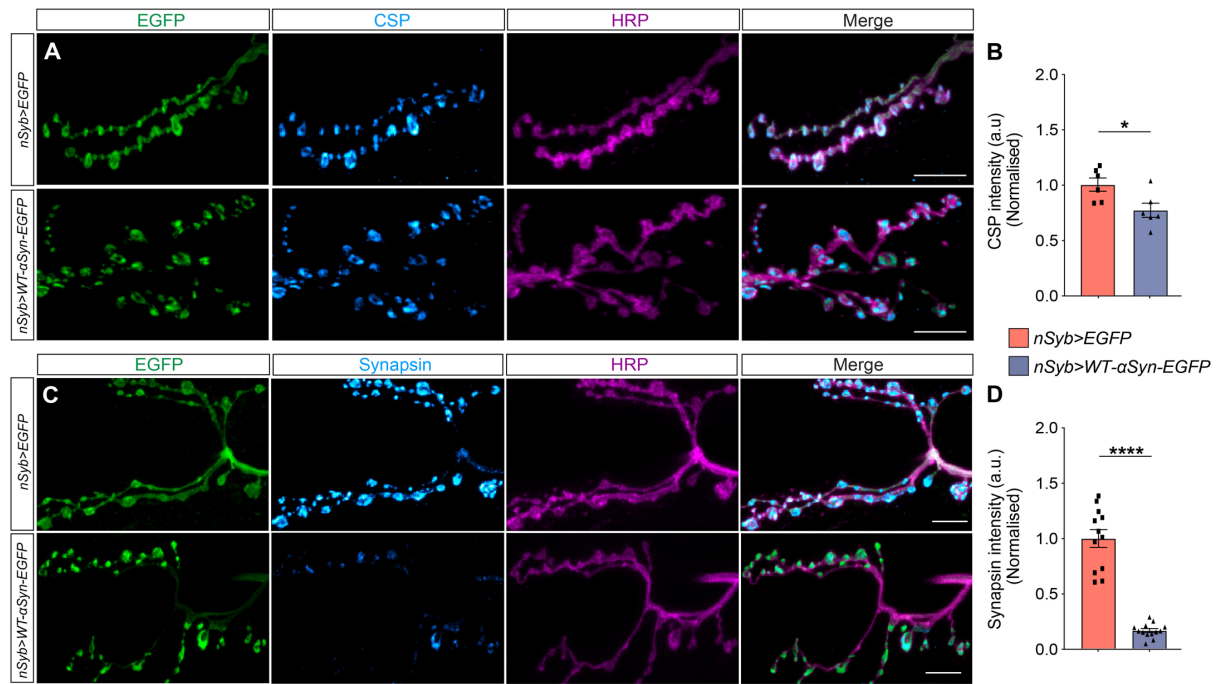 EGFP CSP HRP Merge
A
nSyb>EGFP
nSyb>WT-αSyn-EGFP
B
2.0
1.5
1.0
0.5
0.0
CSP intensity (a.u)
(Normalised)
*
nSyb>EGFP
nSyb>WT-αSyn-EGFP
EGFP Synapsin HRP Merge
C
nSyb>EGFP
nSyb>WT-αSyn-EGFP
D
2.0
1.5
1.0
0.5
0.0
Synapsin intensity (a.u.)
(Normalised)
****